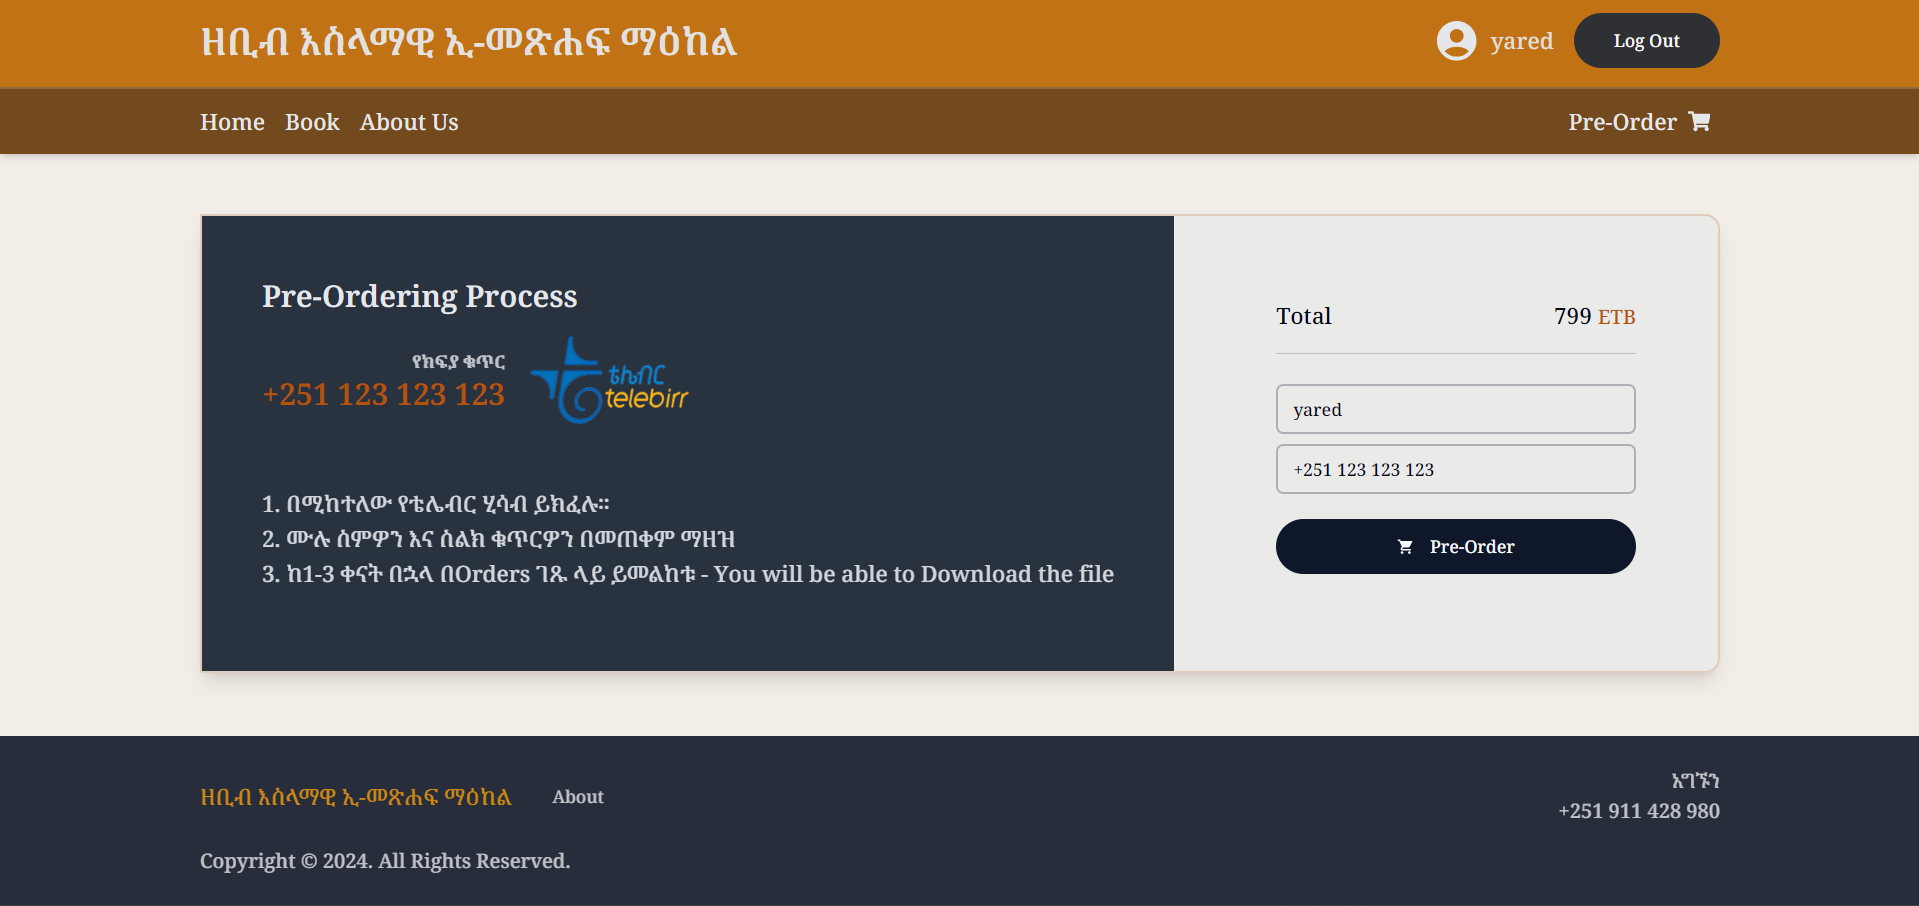 ዘቢብ እስላማዊ ኢ-መጽሐፍ ማዕከል
yared
Log Out
Home Book About Us
Pre-Order
Pre-Ordering Process
የክፍያ ቁጥር
+251 123 123 123
ቴሌብር
telebirr
1. በሚከተለው የቴሌብር ሂሳብ ይክፈሉ።
2. ሙሉ ስምዎን እና ስልክ ቁጥርዎን በመጠቀም ማዘዝ
3. ከ1-3 ቀናት በኋላ በOrders ገጹ ላይ ይመልከቱ - You will be able to Download the file
Total 799 ETB
yared
+251 123 123 123
Pre-Order
ዘቢብ እስላማዊ ኢ-መጽሐፍ ማዕከል
About
አግኙን
+251 911 428 980
Copyright © 2024. All Rights Reserved.